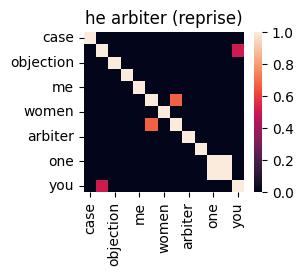 he arbiter (reprise)
case
objection
me
women
arbiter
one
you
1.0
0.8
0.6
0.4
0.2
0.0
case
objection
me
women
arbiter
one
you